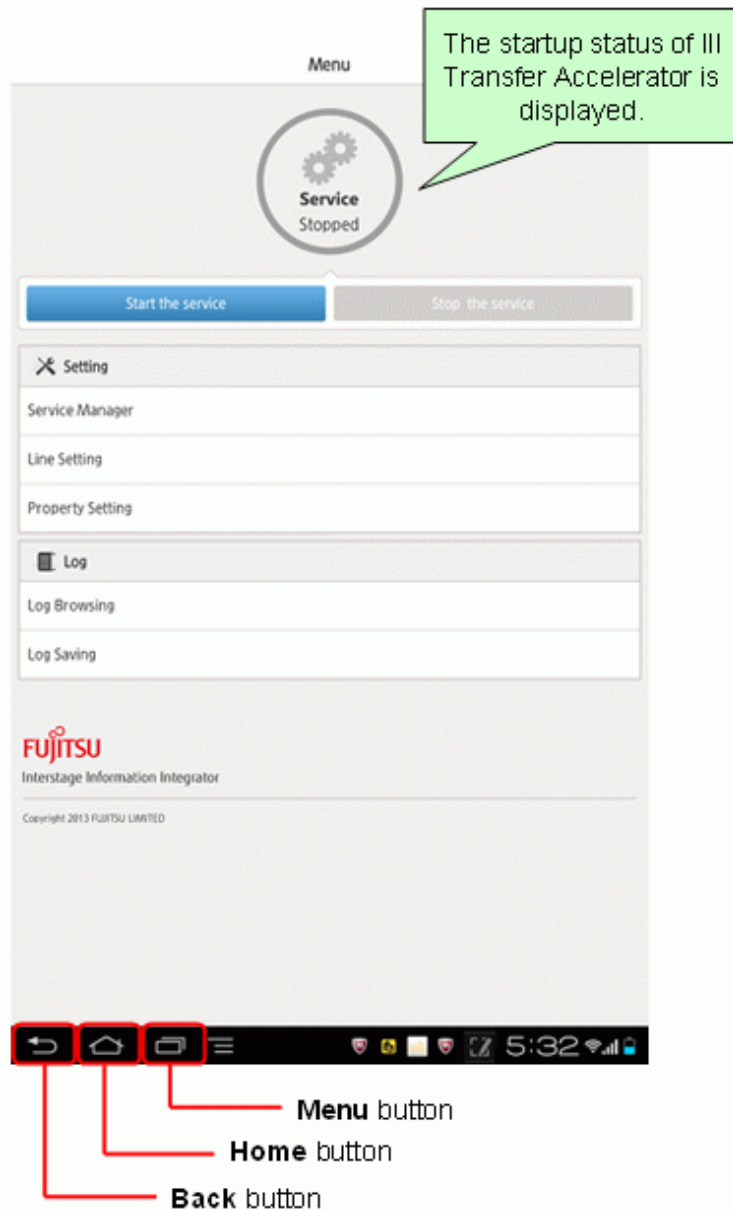 Menu
The startup status of III
Transfer Accelerator is
displayed.
Service
Stopped
Start the service
Stop the service
Setting
Service Manager
Line Setting
Property Setting
Log
Log Browsing
Log Saving
FUJITSU
Interstage Information Integrator
Copyright 2013 FUJITSU LIMITED
5:32
Menu button
Home button
Back button